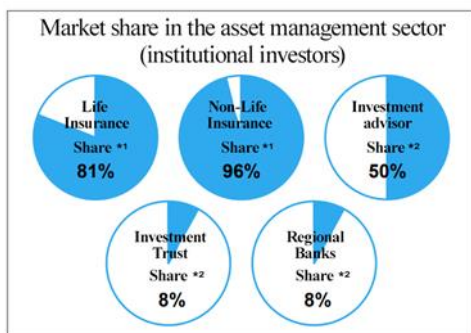 Market share in the asset management sector
(institutional investors)
Life
Insurance
Share *1
81%
Non-Life
Insurance
Share *1
96%
Investment
advisor
Share *2
50%
Investment
Trust
Share *2
8%
Regional
Banks
Share *2
8%